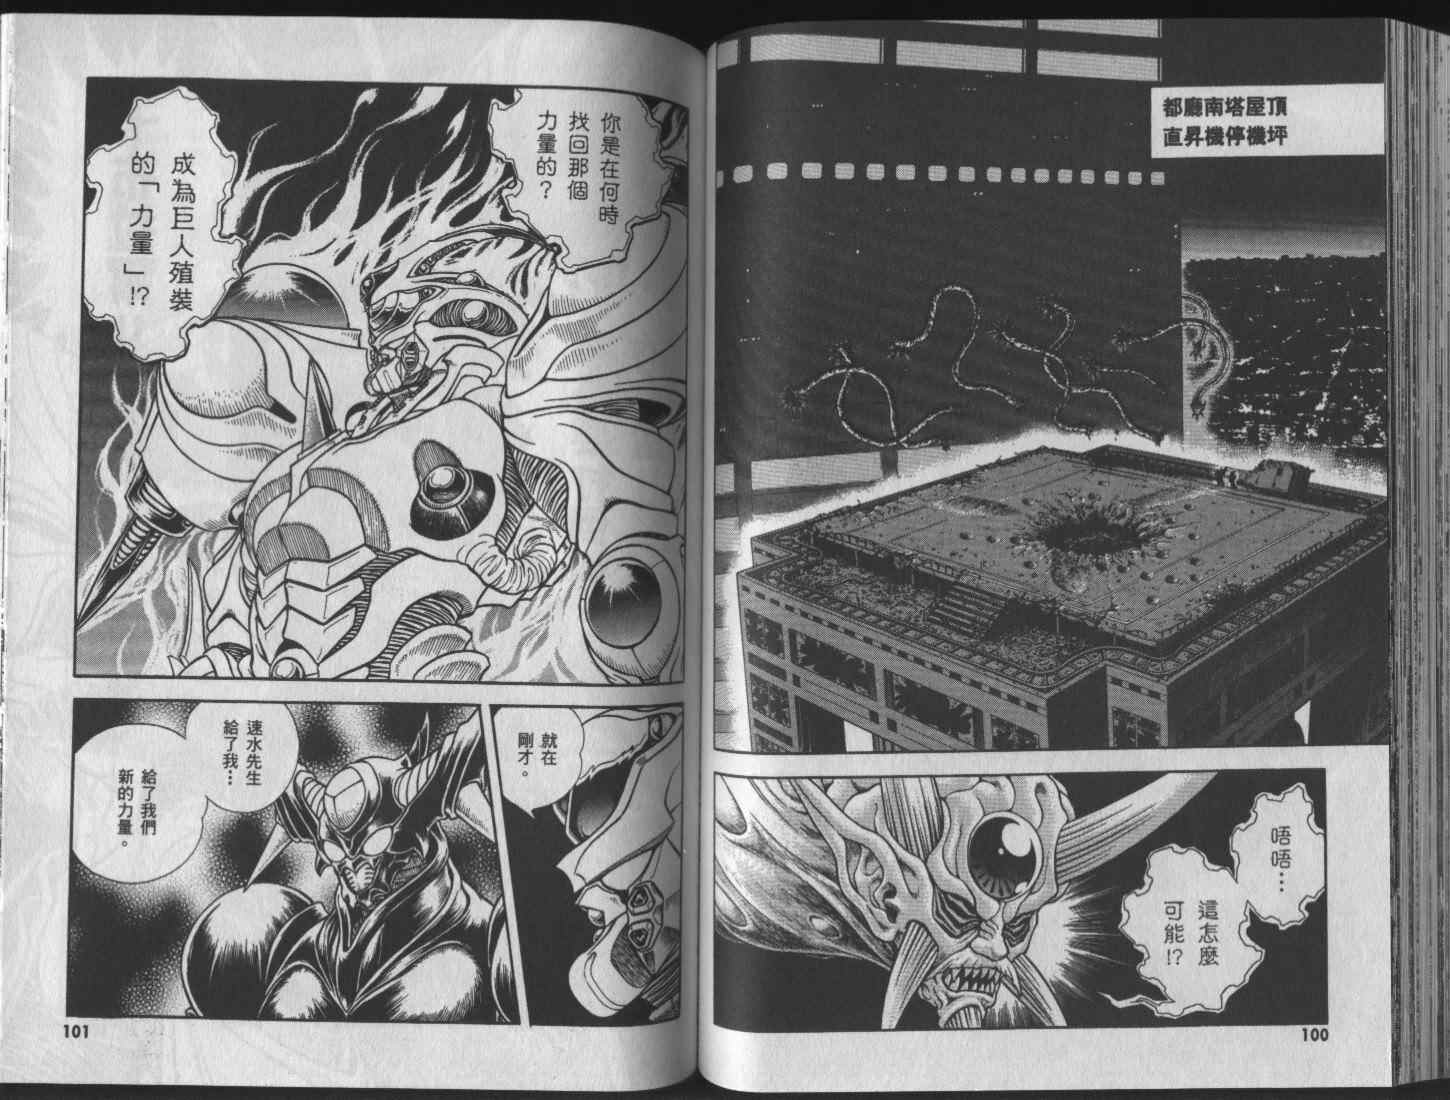 都廳南塔屋頂
直昇機停機坪
唔唔…
這怎麼
可能!?
100
你是在何時
找回那個
力量的?
成為巨人殖裝
的「力量」!?
就在
剛才。
速水先生
給了我…
給了我們
新的力量。
101